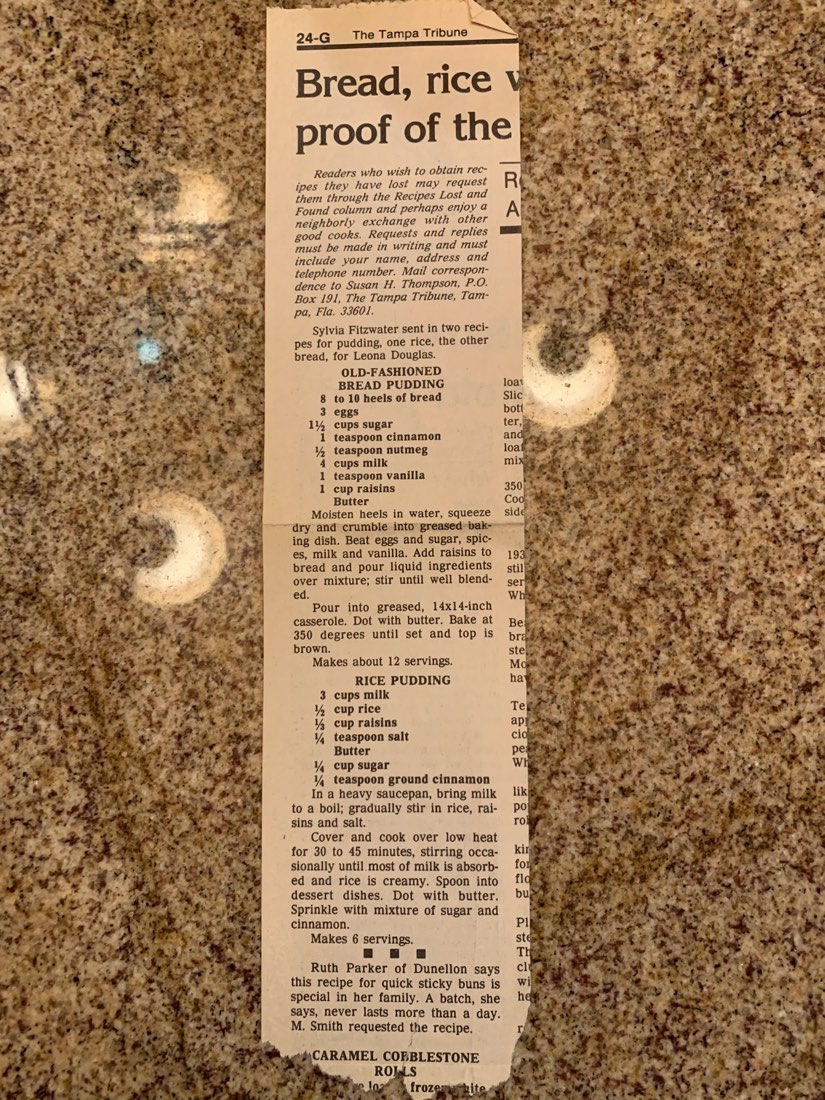 24-G The Tampa Tribune
Bread, rice
proof of the
Readers who wish to obtain rec-
ipes they have lost may request
them through the Recipes Lost and
Found column and perhaps enjoy a
neighborly exchange with other
good cooks. Requests and replies
must be made in writing and must
include your name, address and
telephone number. Mail correspon-
dence to Susan H. Thompson, P.O.
Box 191, The Tampa Tribune, Tam-
pa, Fla. 33601.
Sylvia Fitzwater sent in two reci-
pes for pudding, one rice, the other
bread, for Leona Douglas.
OLD-FASHIONED
BREAD PUDDING
8 to 10 heels of bread
3 eggs
1½ cups sugar
1 teaspoon cinnamon
½ teaspoon nutmeg
4 cups milk
1 teaspoon vanilla
1 cup raisins
Butter
Moisten heels in water, squeeze
dry and crumble into greased bak-
ing dish. Beat eggs and sugar, spic-
es, milk and vanilla. Add raisins to
bread and pour liquid ingredients
over mixture; stir until well blend-
ed.
Pour into greased, 14x14-inch
casserole. Dot with butter. Bake at
350 degrees until set and top is
brown.
Makes about 12 servings.
RICE PUDDING
3 cups milk
½ cup rice
⅓ cup raisins
¼ teaspoon salt
Butter
¼ cup sugar
¼ teaspoon ground cinnamon
In a heavy saucepan, bring milk
to a boil; gradually stir in rice, rai-
sins and salt.
Cover and cook over low heat
for 30 to 45 minutes, stirring occa-
sionally until most of milk is absorb-
ed and rice is creamy. Spoon into
dessert dishes. Dot with butter.
Sprinkle with mixture of sugar and
cinnamon.
Makes 6 servings.
Ruth Parker of Dunellon says
this recipe for quick sticky buns is
special in her family. A batch, she
says, never lasts more than a day.
M. Smith requested the recipe.
CARAMEL COBBLESTONE
ROLLS